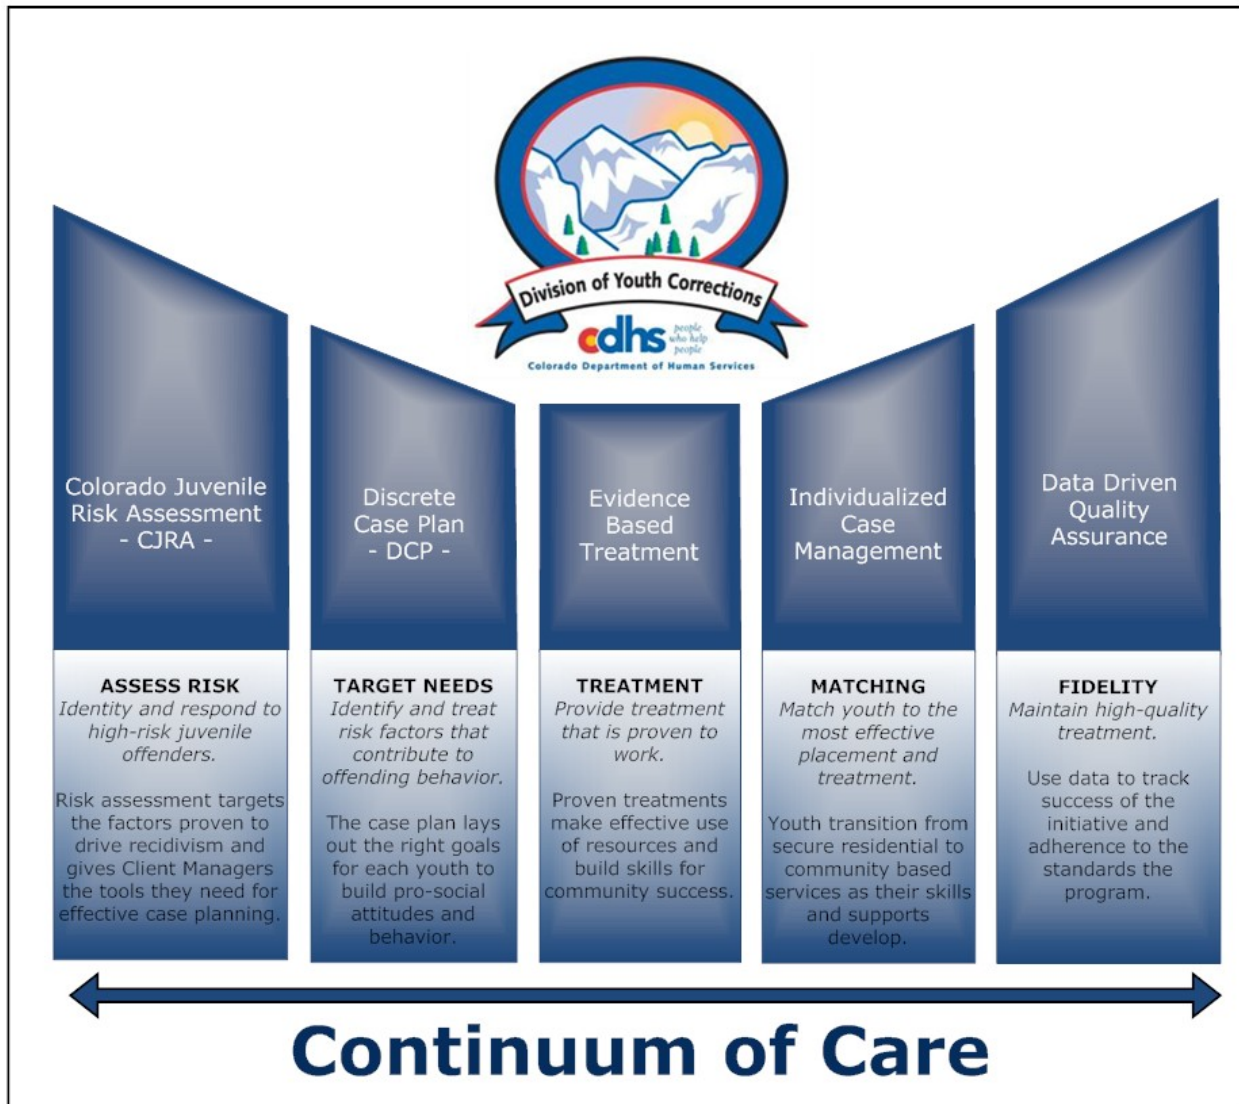 Division of Youth Corrections
cdhs
people
who help
people
Colorado Department of Human Services
Colorado Juvenile
Risk Assessment
- CJRA -
Discrete
Case Plan
- DCP -
Evidence
Based
Treatment
Individualized
Case
Management
Data Driven
Quality
Assurance
ASSESS RISK
Identity and respond to
high-risk juvenile
offenders.
Risk assessment targets
the factors proven to
drive recidivism and
gives Client Managers
the tools they need for
effective case planning.
TARGET NEEDS
Identify and treat
risk factors that
contribute to
offending behavior.
The case plan lays
out the right goals
for each youth to
build pro-social
attitudes and
behavior.
TREATMENT
Provide treatment
that is proven to
work.
Proven treatments
make effective use
of resources and
build skills for
community success.
MATCHING
Match youth to the
most effective
placement and
treatment.
Youth transition from
secure residential to
community based
services as their skills
and supports
develop.
FIDELITY
Maintain high-quality
treatment.
Use data to track
success of the
initiative and
adherence to the
standards the
program.
Continuum of Care